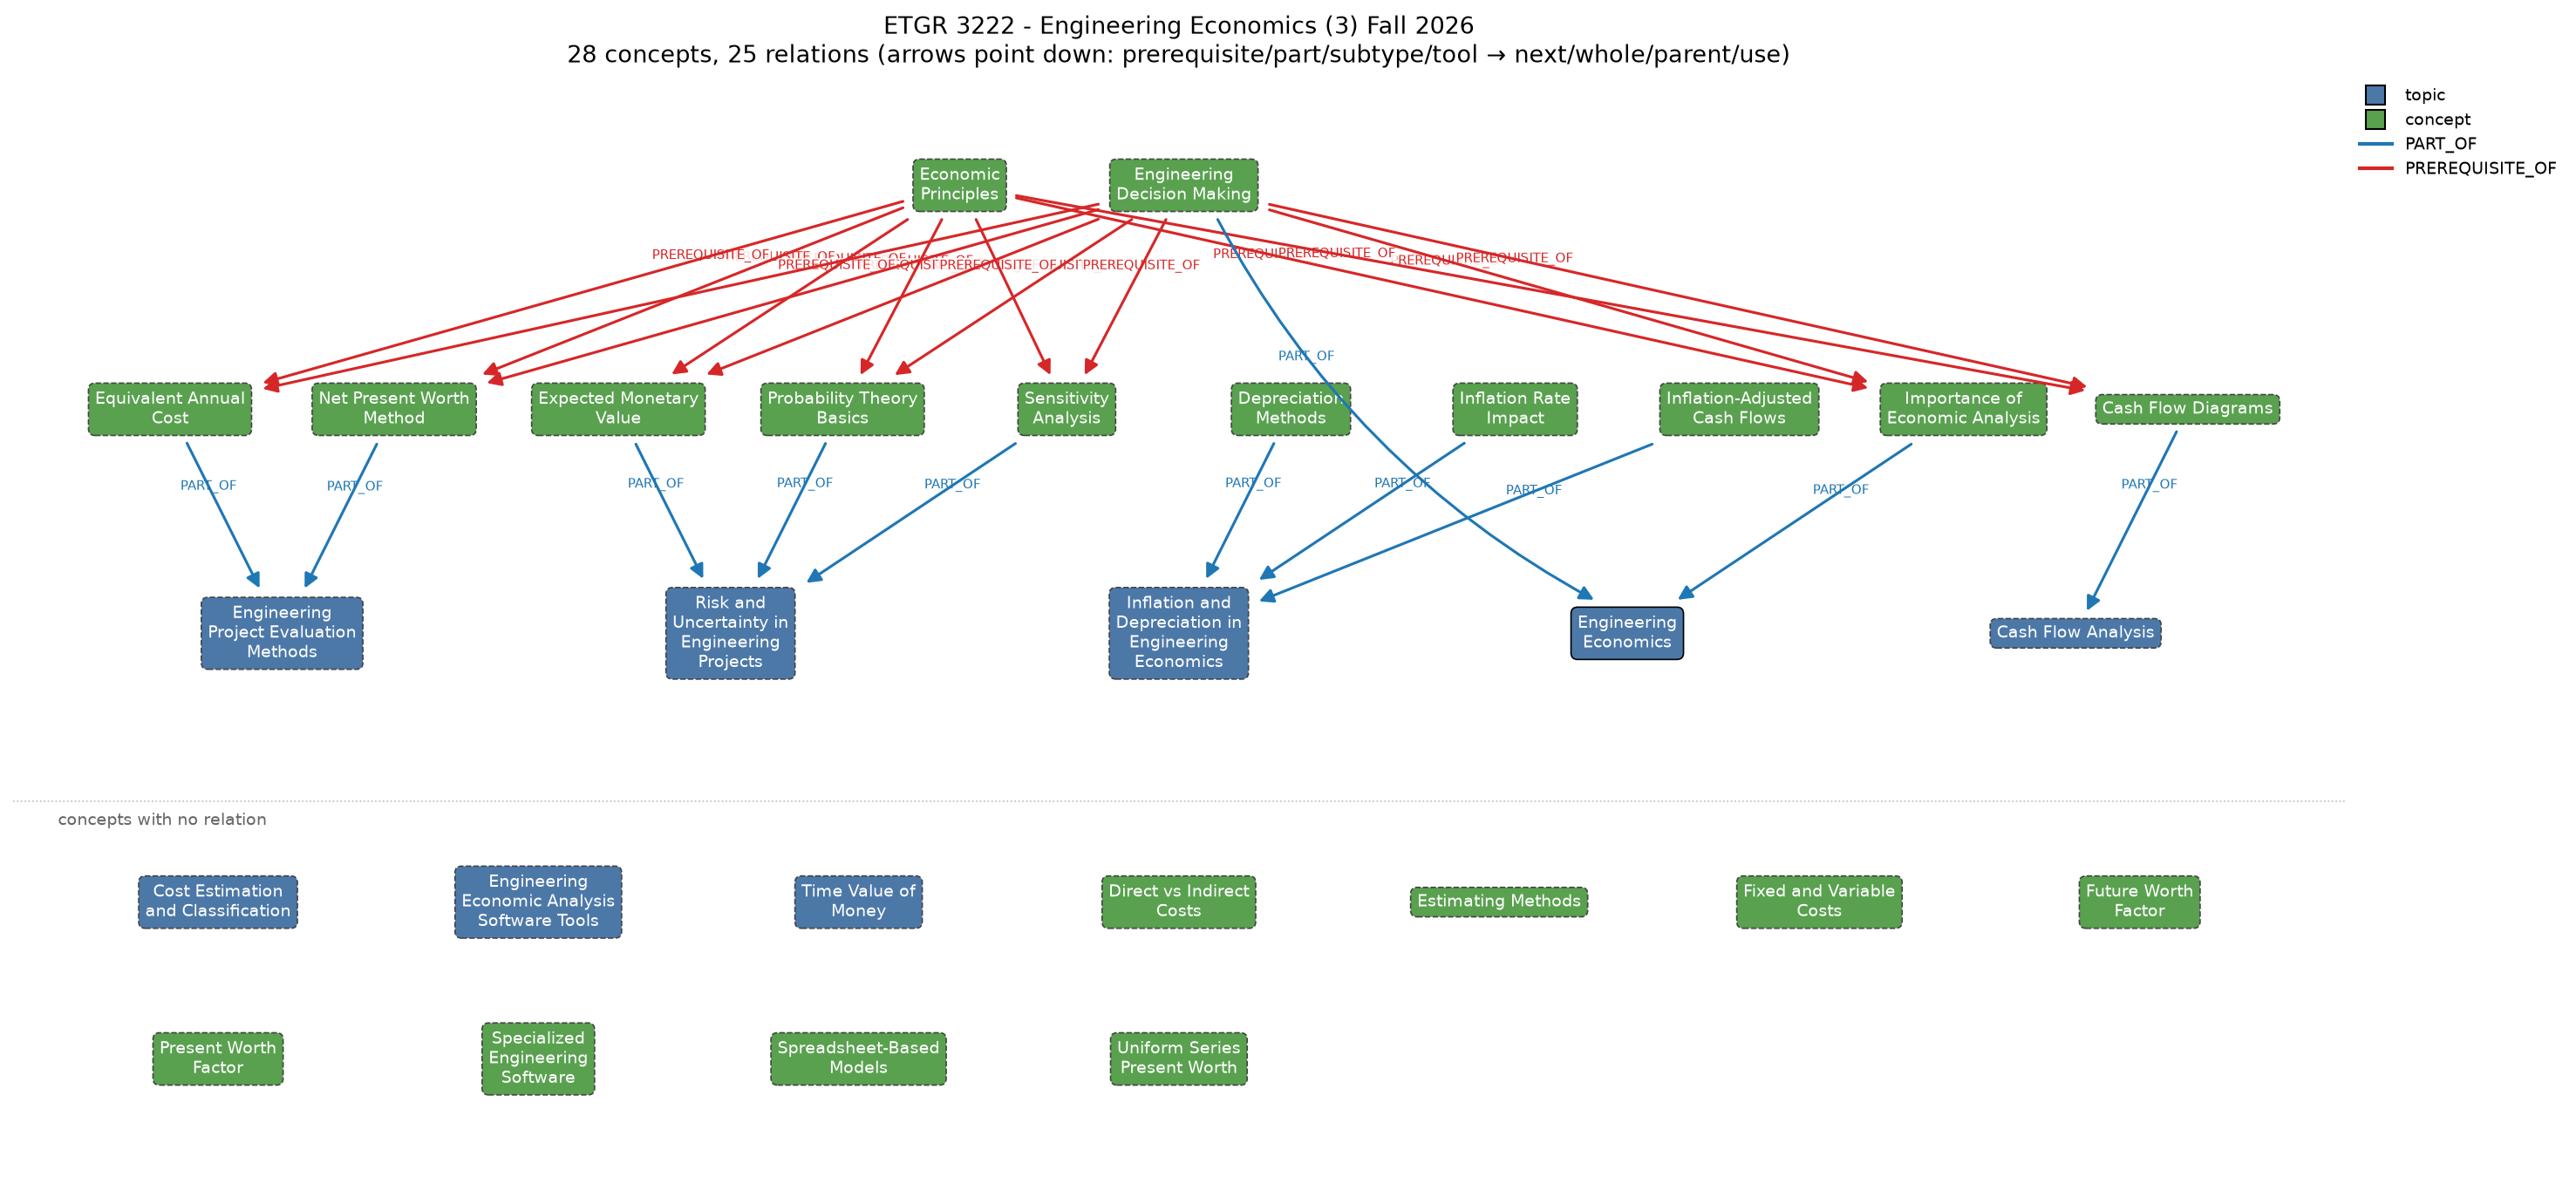 ETGR 3222 - Engineering Economics (3) Fall 2026
28 concepts, 25 relations (arrows point down: prerequisite/part/subtype/tool → next/whole/parent/use)
topic
concept
PART_OF
PREREQUISITE_OF
Economic
Principles
Engineering
Decision Making
PREREQUISITE_OF
PREREQUISITE_OF
PREREQUISITE_OF
PREREQUISITE_OF
PREREQUISITE_OF
PREREQUISITE_OF
PART_OF
Equivalent Annual
Cost
Net Present Worth
Method
Expected Monetary
Value
Probability Theory
Basics
Sensitivity
Analysis
Depreciation
Methods
Inflation Rate
Impact
Inflation-Adjusted
Cash Flows
Importance of
Economic Analysis
Cash Flow Diagrams
PART_OF
PART_OF
PART_OF
PART_OF
PART_OF
PART_OF
PART_OF
PART_OF
PART_OF
PART_OF
Engineering
Project Evaluation
Methods
Risk and
Uncertainty in
Engineering
Projects
Inflation and
Depreciation in
Engineering
Economics
Engineering
Economics
Cash Flow Analysis
concepts with no relation
Cost Estimation
and Classification
Engineering
Economic Analysis
Software Tools
Time Value of
Money
Direct vs Indirect
Costs
Estimating Methods
Fixed and Variable
Costs
Future Worth
Factor
Present Worth
Factor
Specialized
Engineering
Software
Spreadsheet-Based
Models
Uniform Series
Present Worth